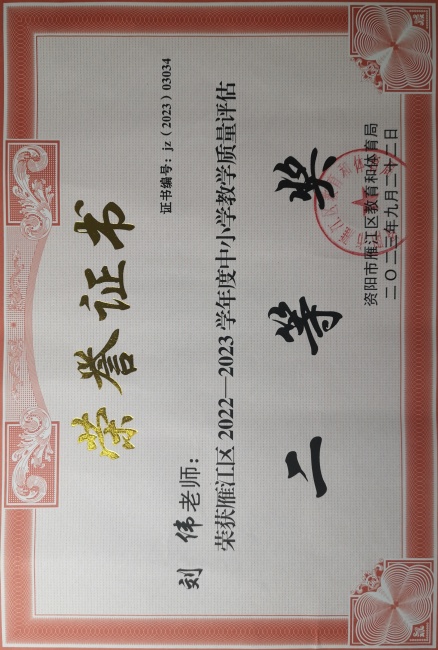 荣誉证书
证书编号：jz（2023）03034
刘 伟老师：
荣获雁江区2022—2023学年度中小学教学质量评估
二等奖
资阳市雁江区教育和体育局
二〇二三年九月二十二日